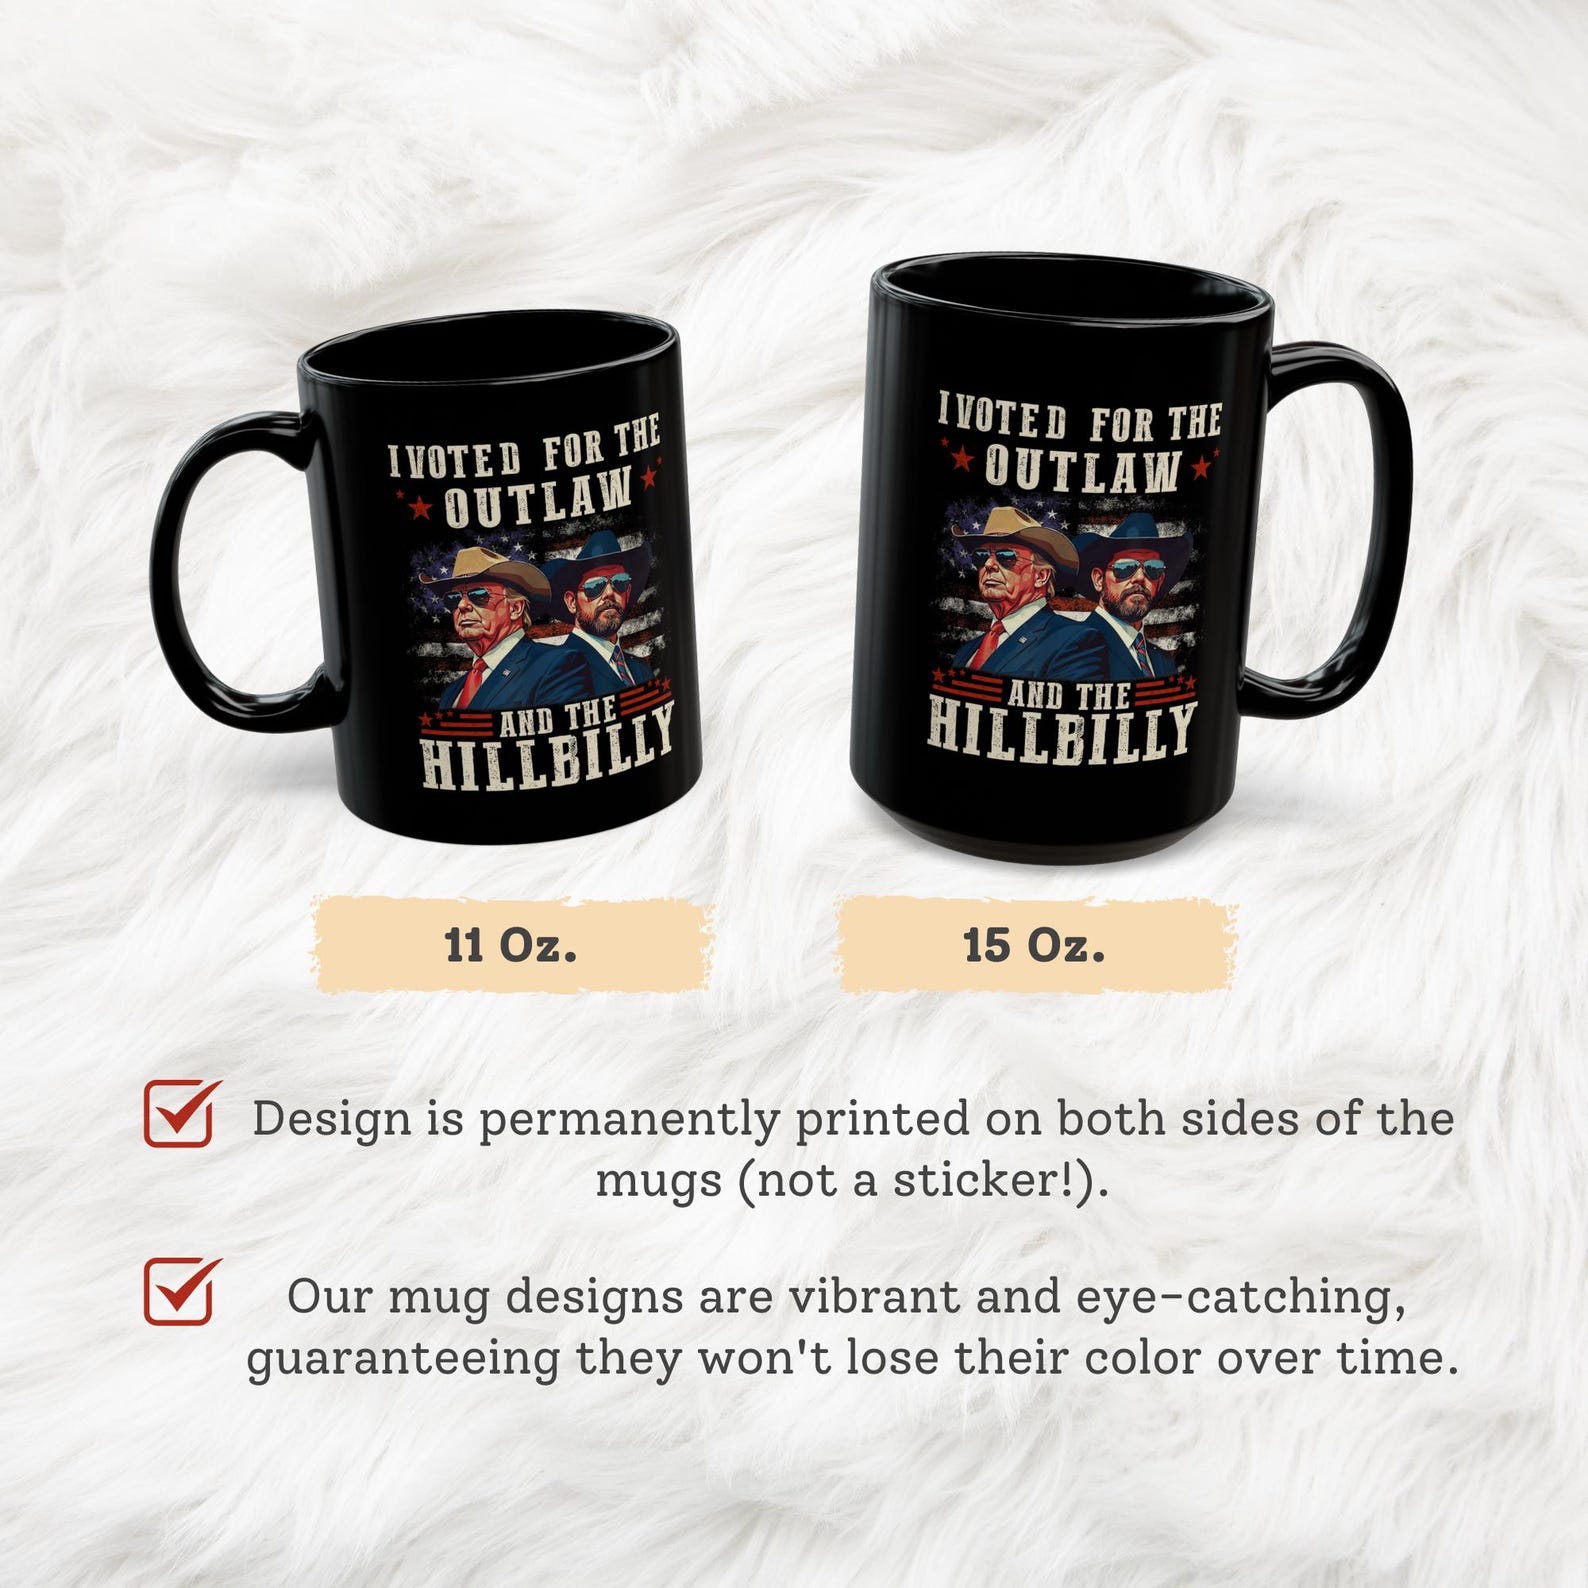 I VOTED FOR THE
OUTLAW
AND THE
HILLBILLY
I VOTED FOR THE
OUTLAW
AND THE
HILLBILLY
11 Oz.
15 Oz.
Design is permanently printed on both sides of the
mugs (not a sticker!).
Our mug designs are vibrant and eye-catching,
guaranteeing they won't lose their color over time.